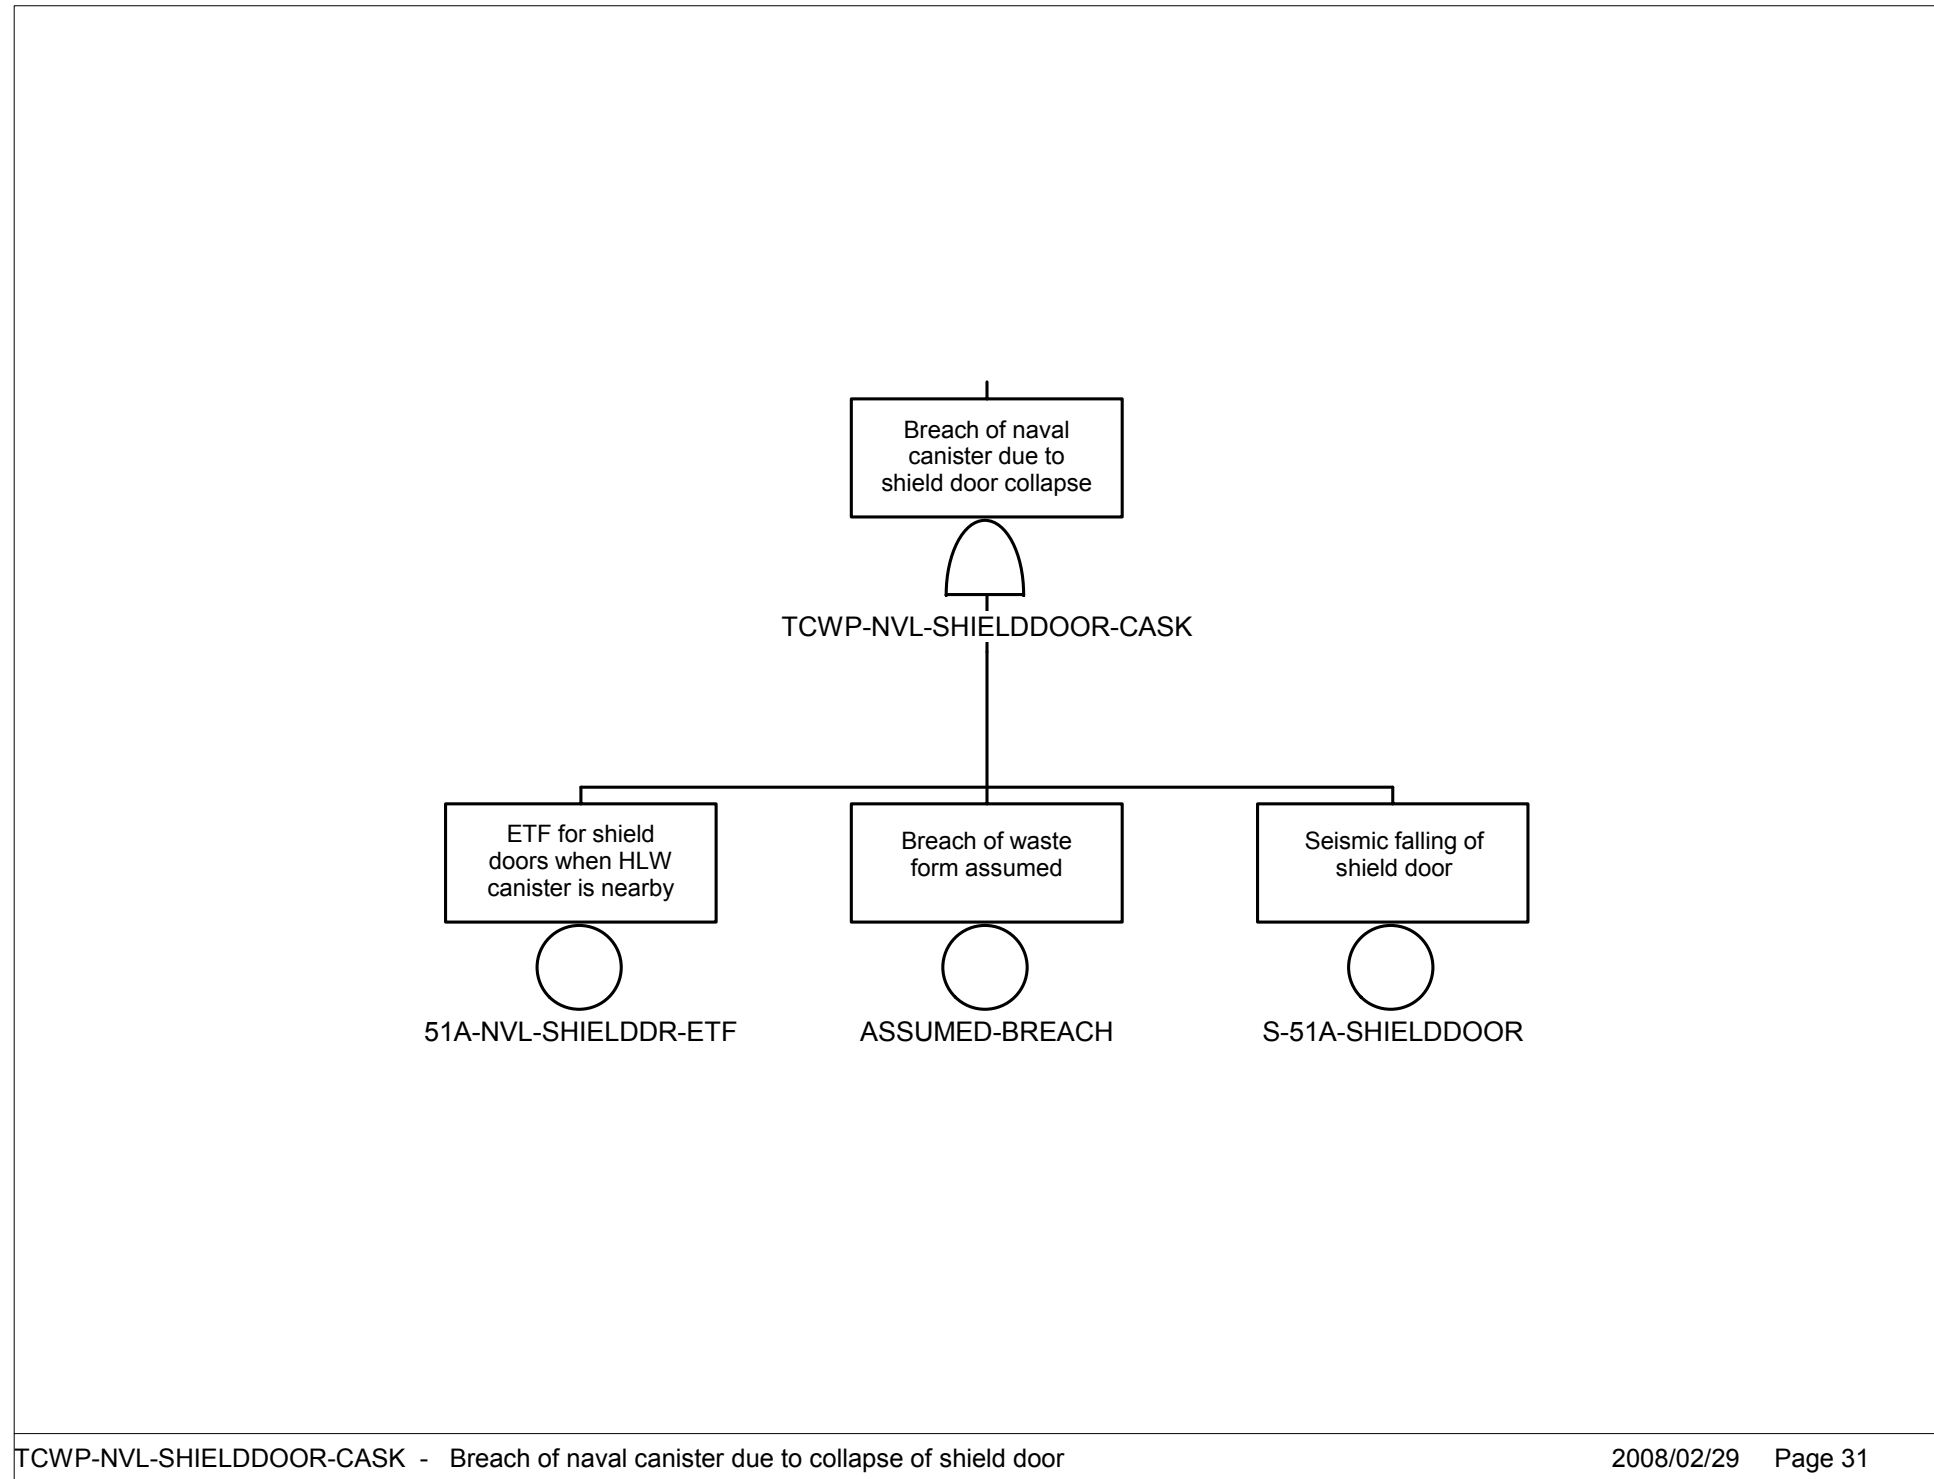 Breach of naval
canister due to
shield door collapse
TCWP-NVL-SHIELDDOOR-CASK
ETF for shield
doors when HLW
canister is nearby
51A-NVL-SHIELDDR-ETF
Breach of waste
form assumed
ASSUMED-BREACH
Seismic falling of
shield door
S-51A-SHIELDDOOR
TCWP-NVL-SHIELDDOOR-CASK - Breach of naval canister due to collapse of shield door 2008/02/29 Page 31